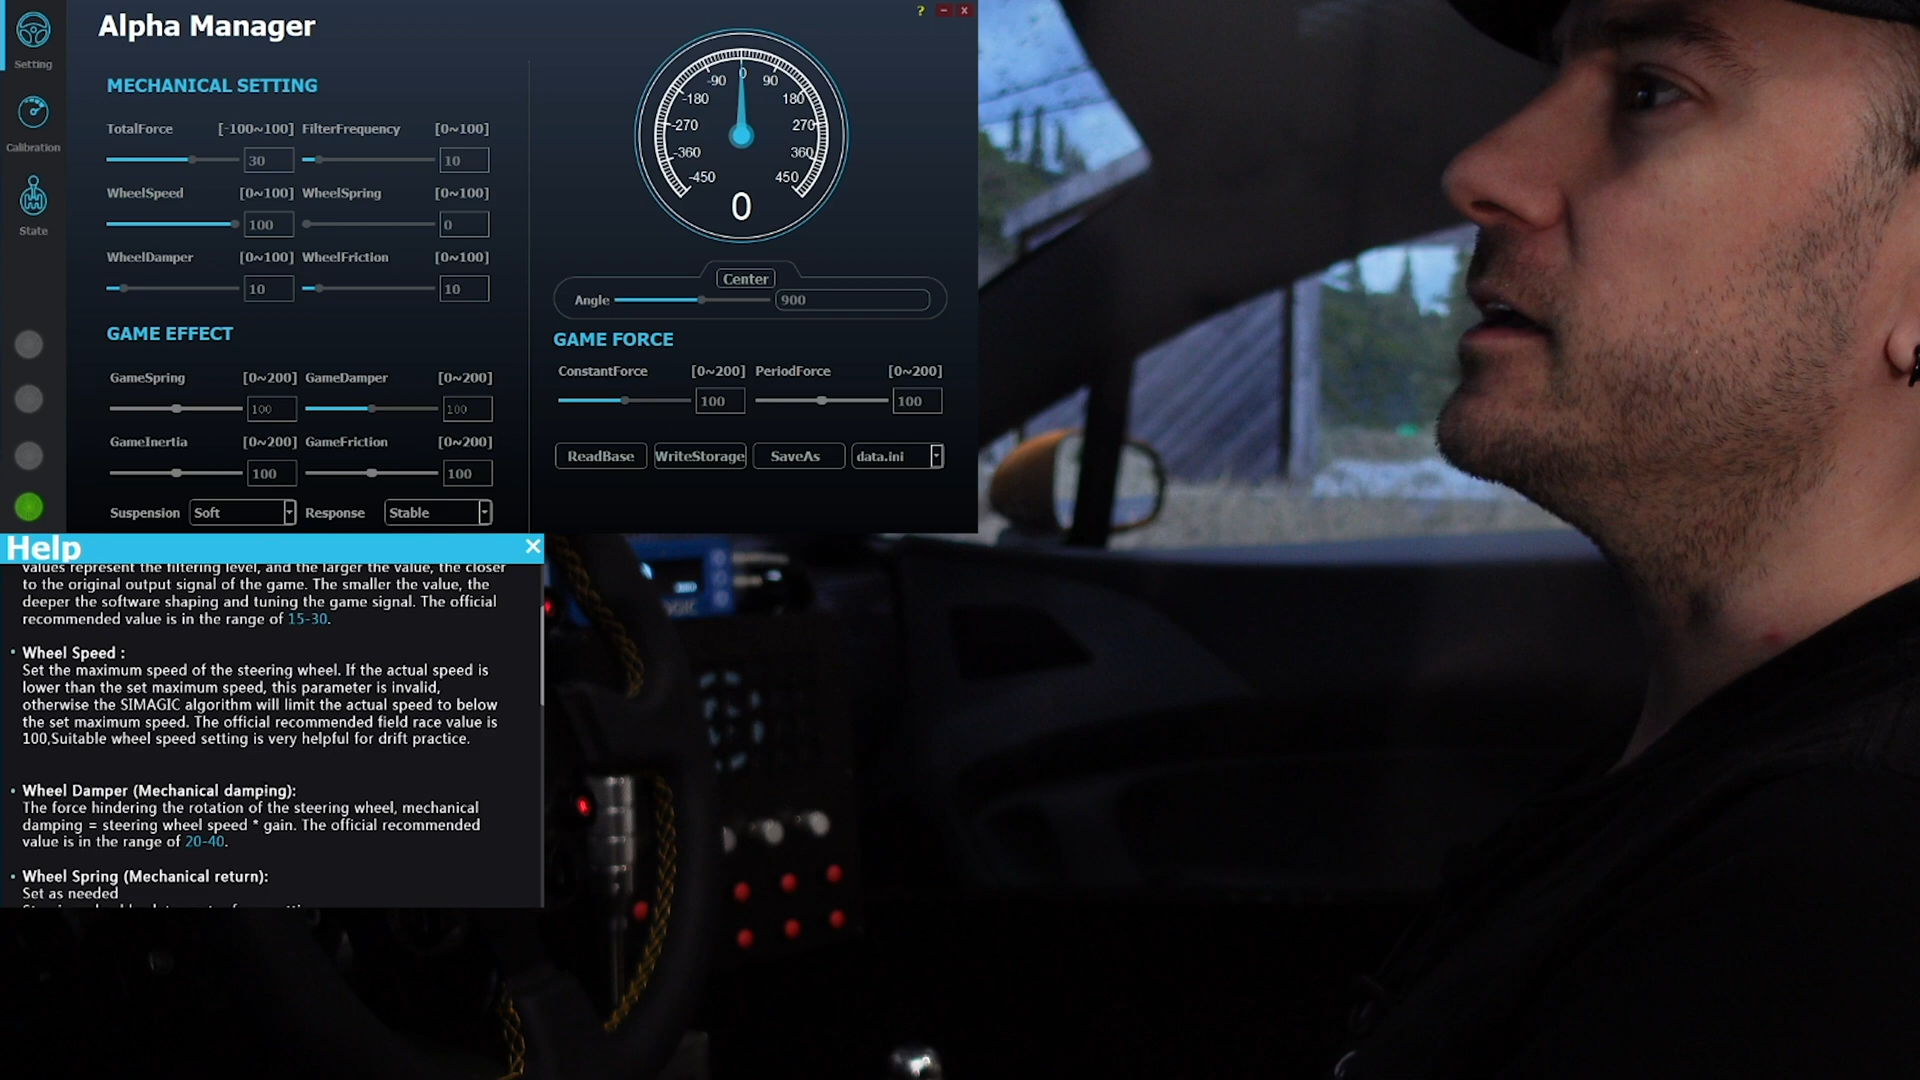 Alpha Manager
? − x
Setting
Calibration
State
MECHANICAL SETTING
TotalForce [-100~100] FilterFrequency [0~100]
30 10
WheelSpeed [0~100] WheelSpring [0~100]
100 0
WheelDamper [0~100] WheelFriction [0~100]
10 10
GAME EFFECT
GameSpring [0~200] GameDamper [0~200]
100 100
GameInertia [0~200] GameFriction [0~200]
100 100
Suspension Soft Response Stable
-90 0 90
-180 180
-270 270
-360 360
-450 450
0
Center
Angle 900
GAME FORCE
ConstantForce [0~200] PeriodForce [0~200]
100 100
ReadBase WriteStorage SaveAs data.ini
Help
values represent the filtering level, and the larger the value, the closer
to the original output signal of the game. The smaller the value, the
deeper the software shaping and tuning the game signal. The official
recommended value is in the range of 15-30.
• Wheel Speed :
Set the maximum speed of the steering wheel. If the actual speed is
lower than the set maximum speed, this parameter is invalid,
otherwise the SIMAGIC algorithm will limit the actual speed to below
the set maximum speed. The official recommended field race value is
100,Suitable wheel speed setting is very helpful for drift practice.
• Wheel Damper (Mechanical damping):
The force hindering the rotation of the steering wheel, mechanical
damping = steering wheel speed * gain. The official recommended
value is in the range of 20-40.
• Wheel Spring (Mechanical return):
Set as needed